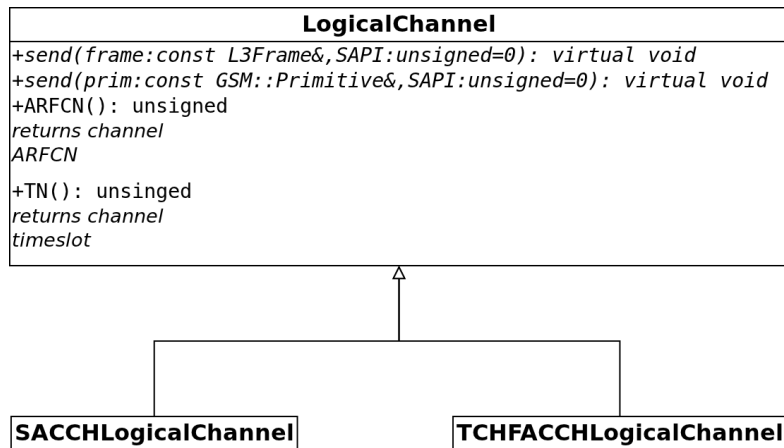 LogicalChannel
+send(frame:const L3Frame&,SAPI:unsigned=0): virtual void
+send(prim:const GSM::Primitive&,SAPI:unsigned=0): virtual void
+ARFCN(): unsigned
returns channel
ARFCN
+TN(): unsinged
returns channel
timeslot
SACCHLogicalChannel
TCHFACCHLogicalChannel